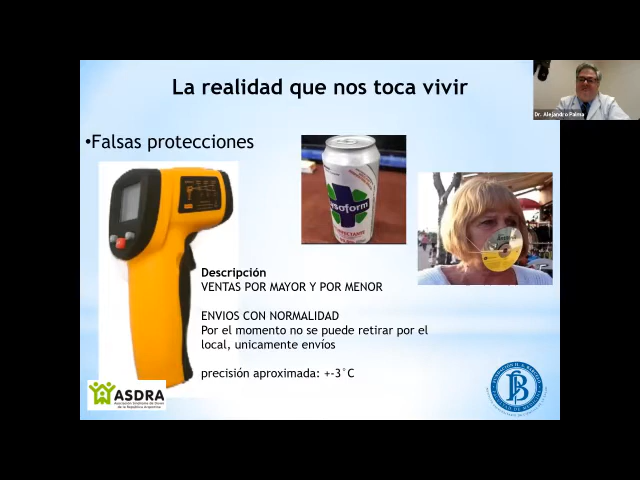 La realidad que nos toca vivir
Dr. Alejandro Palma
•Falsas protecciones
Descripción
VENTAS POR MAYOR Y POR MENOR
ENVIOS CON NORMALIDAD
Por el momento no se puede retirar por el
local, unicamente envíos
precisión aproximada: +-3°C
ASDRA
Asociación Síndrome de Down
de la República Argentina